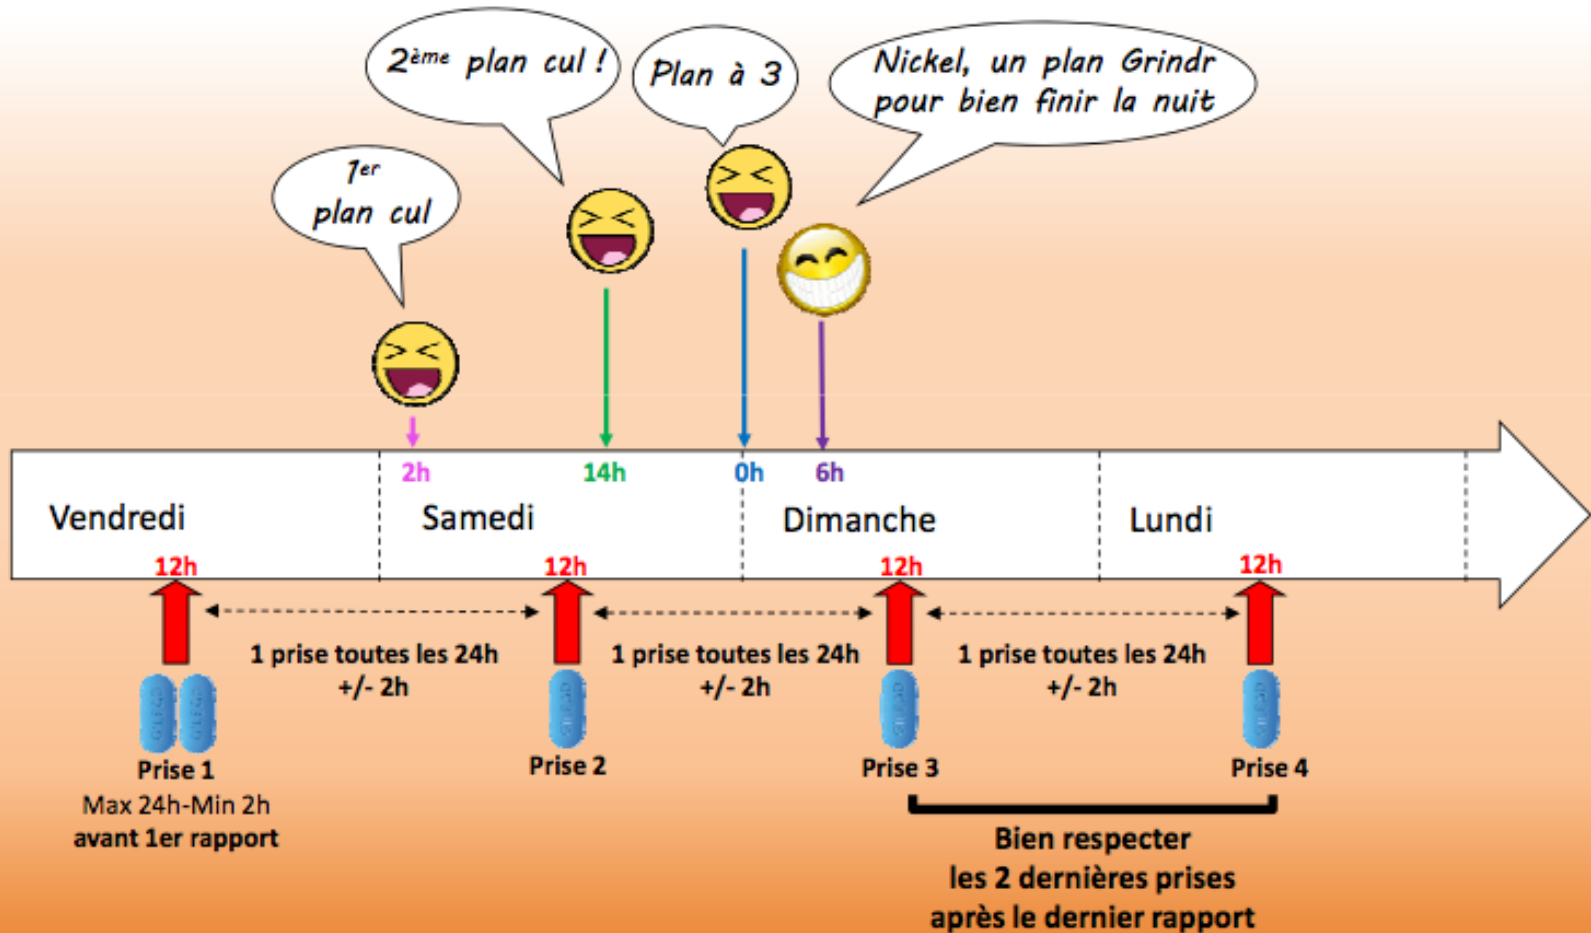 1er
plan cul
2ème plan cul !
Plan à 3
Nickel, un plan Grindr
pour bien finir la nuit
2h
14h
0h
6h
Vendredi
Samedi
Dimanche
Lundi
12h
12h
12h
12h
1 prise toutes les 24h
+/- 2h
1 prise toutes les 24h
+/- 2h
1 prise toutes les 24h
+/- 2h
Prise 1
Max 24h-Min 2h
avant 1er rapport
Prise 2
Prise 3
Prise 4
Bien respecter
les 2 dernières prises
après le dernier rapport